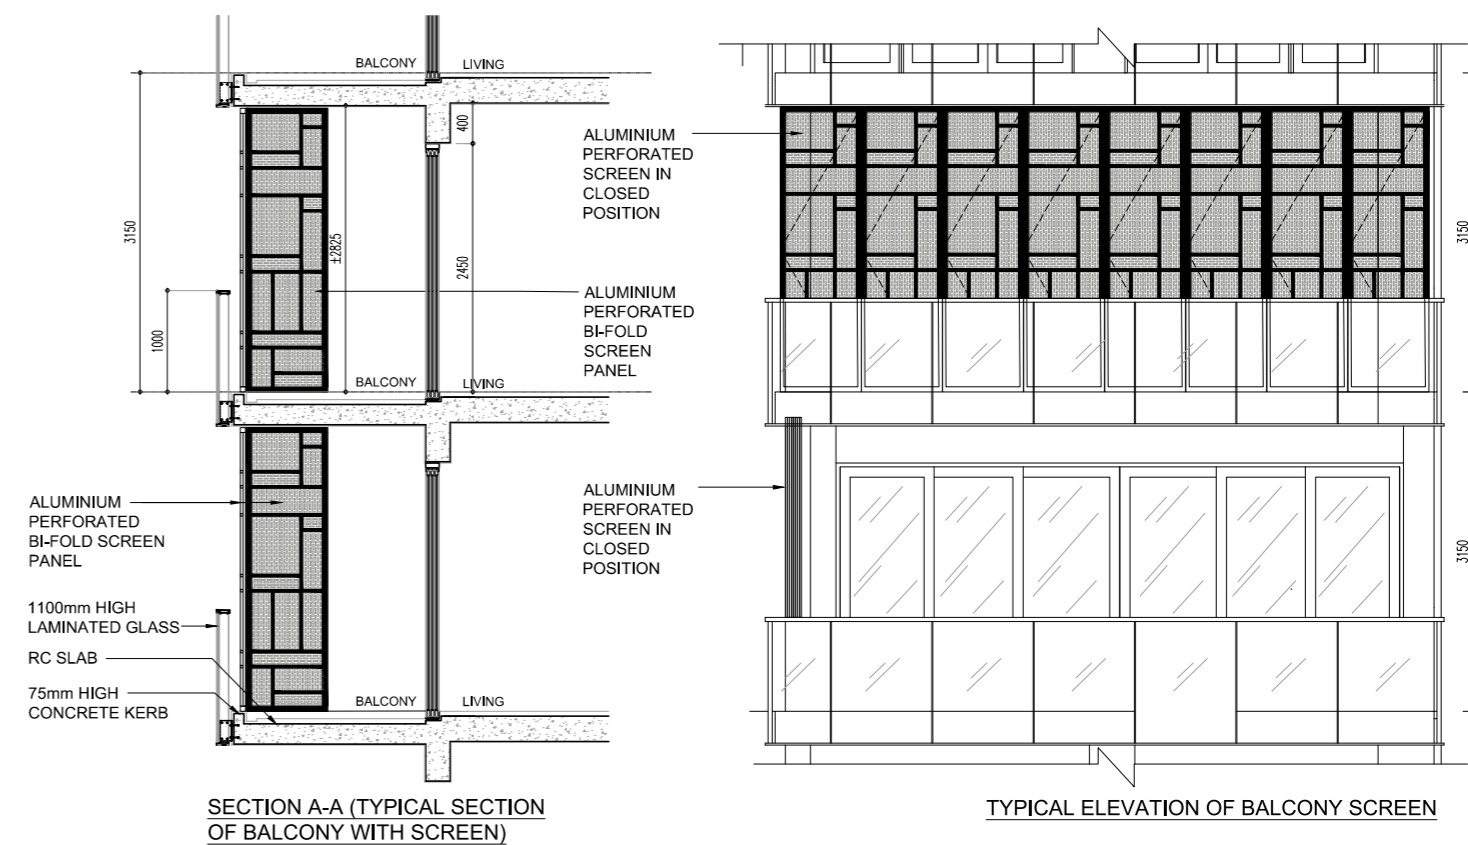 BALCONY
LIVING
3150
400
±2825
2450
1000
BALCONY
LIVING
BALCONY
LIVING
ALUMINIUM
PERFORATED
BI-FOLD SCREEN
PANEL
1100mm HIGH
LAMINATED GLASS
RC SLAB
75mm HIGH
CONCRETE KERB
SECTION A-A (TYPICAL SECTION
OF BALCONY WITH SCREEN)
ALUMINIUM
PERFORATED
SCREEN IN
CLOSED
POSITION
ALUMINIUM
PERFORATED
BI-FOLD
SCREEN
PANEL
ALUMINIUM
PERFORATED
SCREEN IN
CLOSED
POSITION
3150
3150
TYPICAL ELEVATION OF BALCONY SCREEN